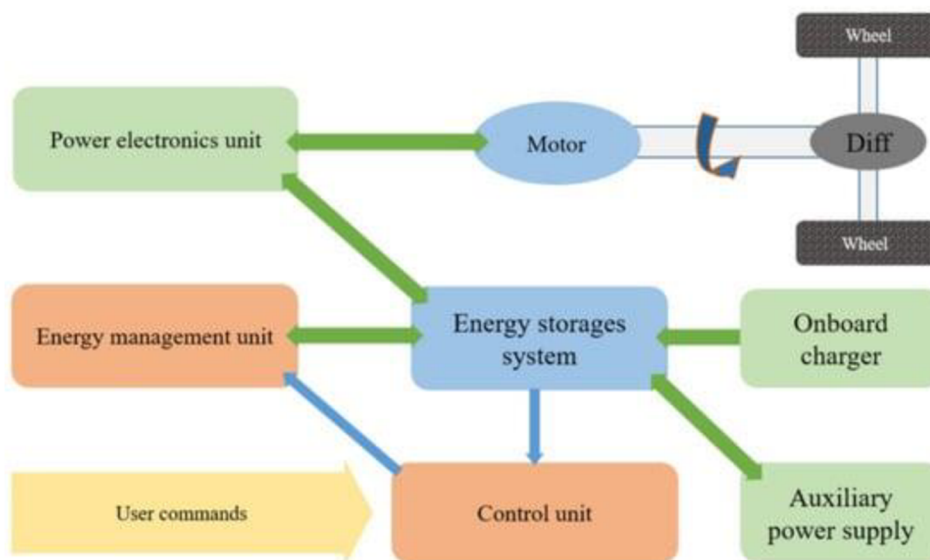 Wheel
Power electronics unit
Motor
Diff
Wheel
Energy management unit
Energy storages
system
Onboard
charger
User commands
Control unit
Auxiliary
power supply